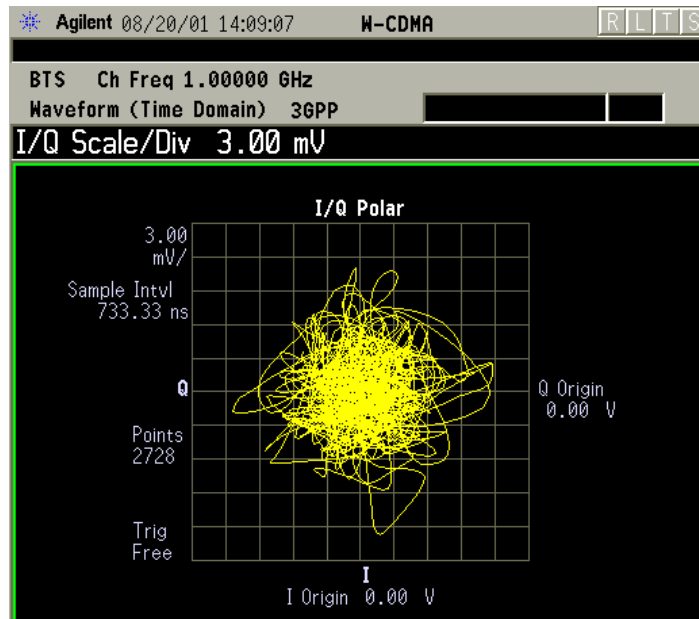 Agilent 08/20/01 14:09:07 W-CDMA R L T S
BTS Ch Freq 1.00000 GHz
Waveform (Time Domain) 3GPP
I/Q Scale/Div 3.00 mV
I/Q Polar
3.00
mV/
Sample Intvl
733.33 ns
Q
Q Origin
0.00 V
Points
2728
Trig
Free
I
I Origin 0.00 V